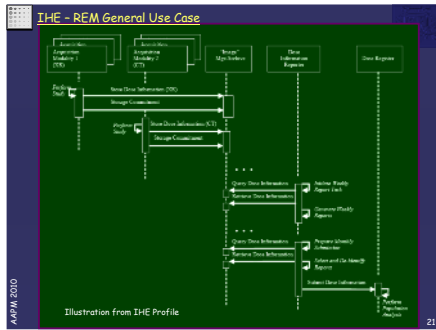 IHE – REM General Use Case
Acquisition
Modality 1
Acquisition
Modality 2
(CT)
"Image"
Mgr/Archive
Dose
Information
Reporter
Dose Register
Perform
Study
Store Dose Information
Storage Commitment
Perform
Study
Store Dose Information (CT)
Storage Commitment
Query Dose Information
Retrieve Dose Information
Initiate Weekly
Report Task
Generate Weekly
Reports
Query Dose Information
Retrieve Dose Information
Prepare Monthly
Submission
Select and De-Identify
Reports
Submit Dose Information
Perform
Population
Analysis
Illustration from IHE Profile
AAPM 2010
21